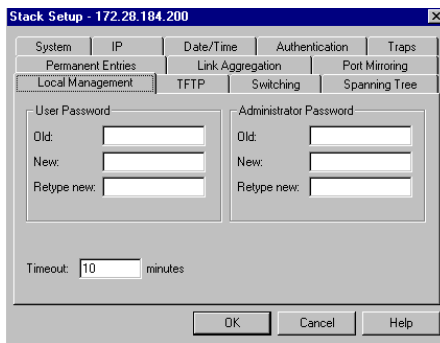 Stack Setup - 172.28.184.200
System IP Date/Time Authentication Traps
Permanent Entries Link Aggregation Port Mirroring
Local Management TFTP Switching Spanning Tree
User Password Administrator Password
Old: Old:
New: New:
Retype new: Retype new:
Timeout: 10 minutes
OK Cancel Help